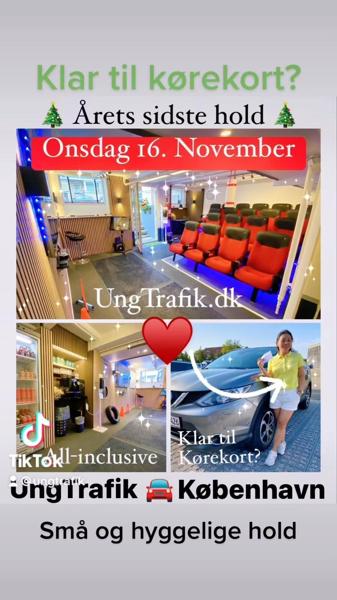 Klar til kørekort?
🎄 Årets sidste hold 🎄
Onsdag 16. November
UngTrafik.dk
All-inclusive
Klar til
Kørekort?
TikTok
@ungtrafik
UngTrafik 🚘 København
Små og hyggelige hold